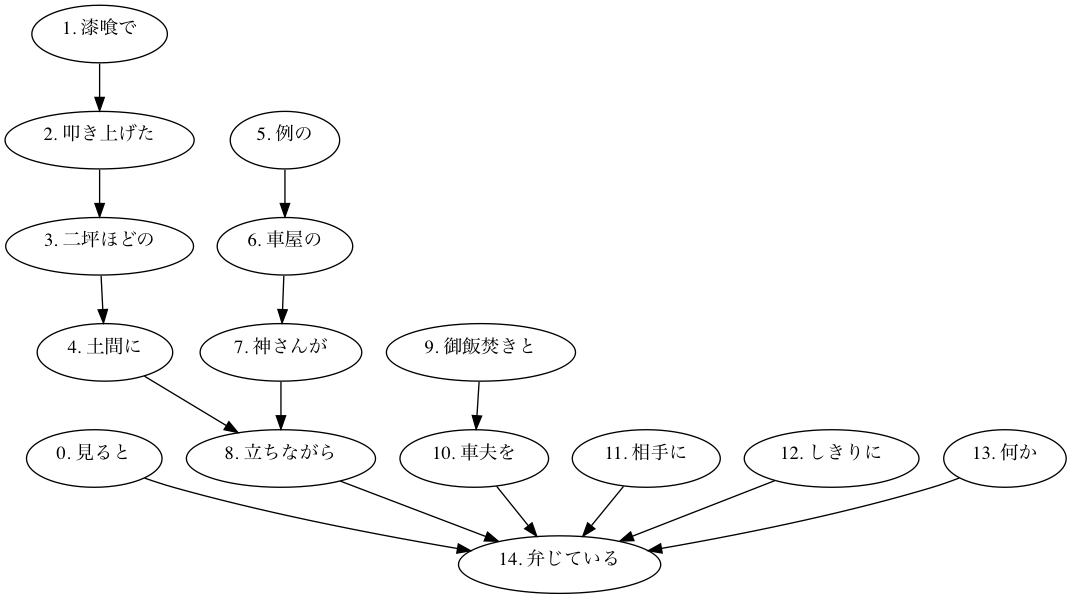 1. 漆喰で
2. 叩き上げた
5. 例の
3. 二坪ほどの
6. 車屋の
4. 土間に
7. 神さんが
9. 御飯焚きと
0. 見ると
8. 立ちながら
10. 車夫を
11. 相手に
12. しきりに
13. 何か
14. 弁じている